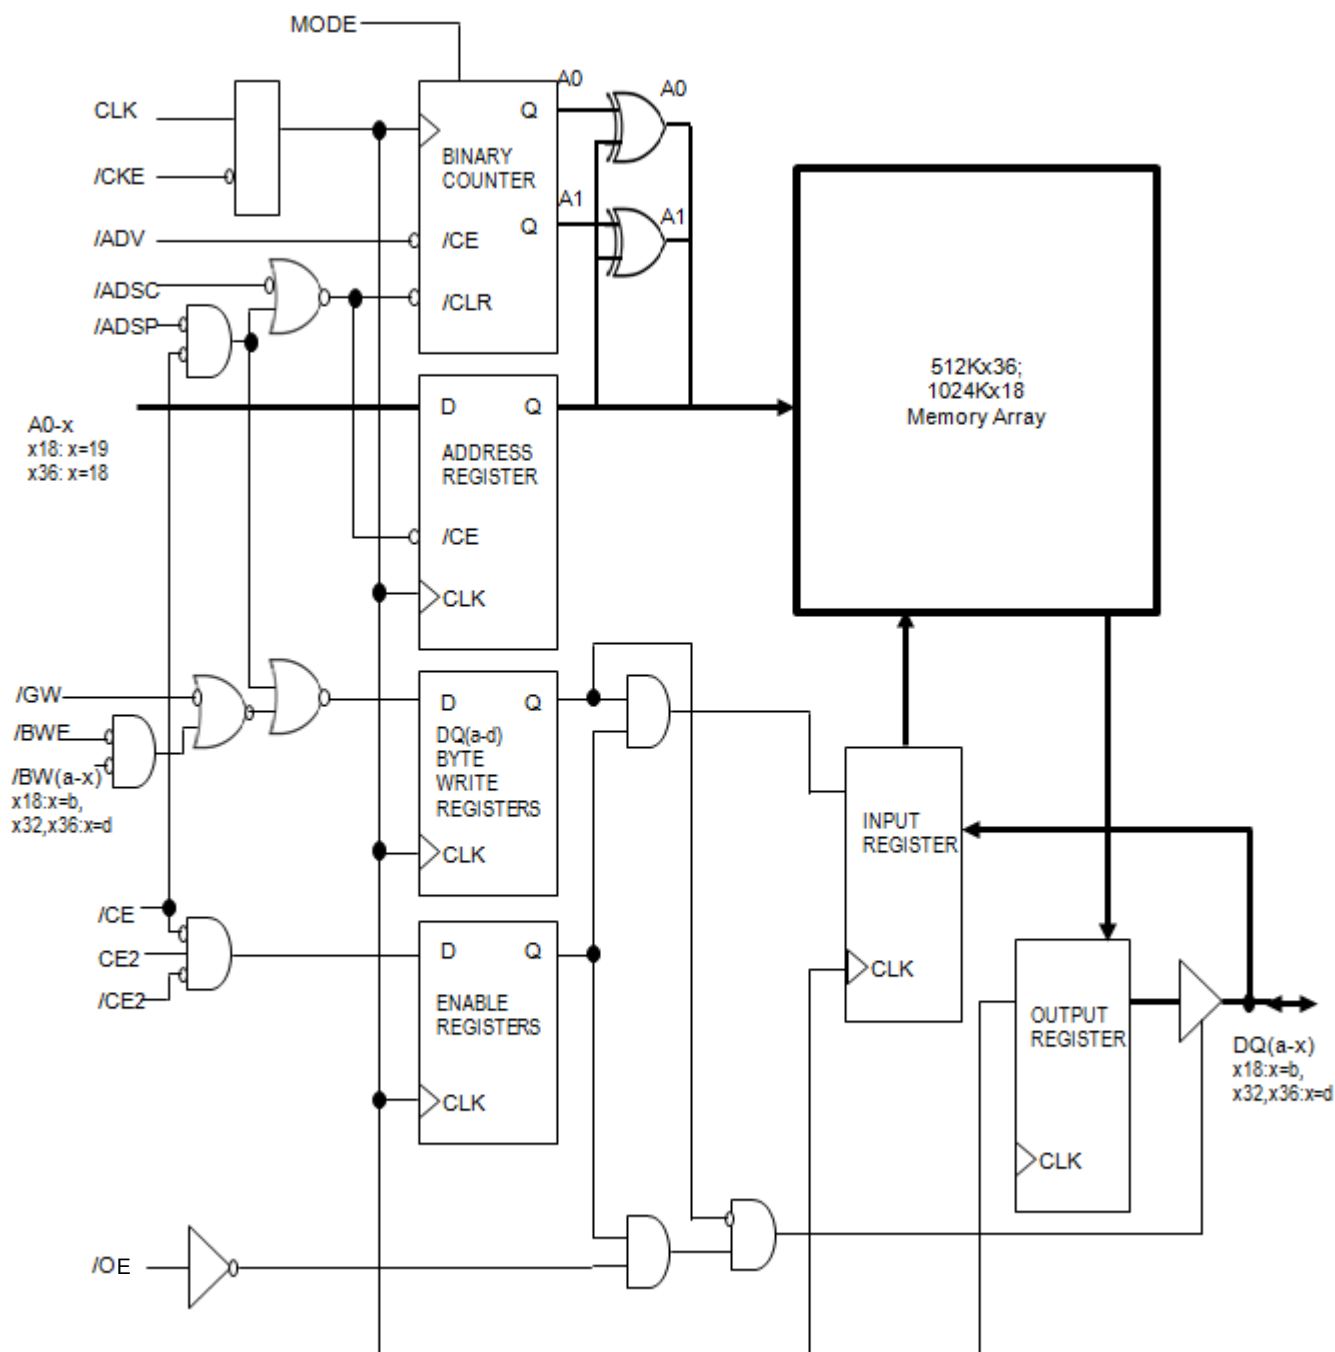 MODE
CLK
/CKE
/ADV
/ADSC
/ADSP
Q
BINARY
COUNTER
Q
/CE
/CLR
A0
A0
A1
A1
A0-x
x18: x=19
x36: x=18
D Q
ADDRESS
REGISTER
/CE
CLK
512Kx36;
1024Kx18
Memory Array
/GW
/BWE
/BW(a-x)
x18:x=b,
x32,x36:x=d
D Q
DQ(a-d)
BYTE
WRITE
REGISTERS
CLK
INPUT
REGISTER
CLK
/CE
CE2
/CE2
D Q
ENABLE
REGISTERS
CLK
OUTPUT
REGISTER
CLK
DQ(a-x)
x18:x=b,
x32,x36:x=d
/OE